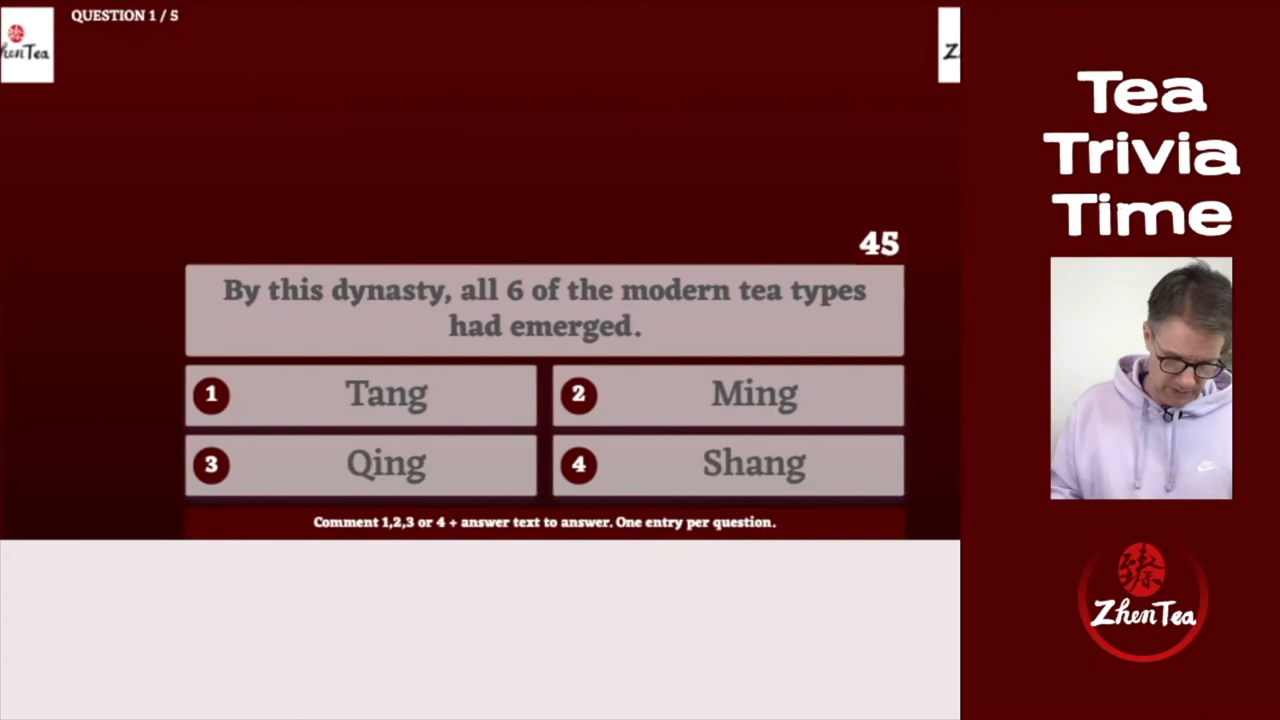 QUESTION 1 / 5
henTea
Z
45
By this dynasty, all 6 of the modern tea types
had emerged.
1 Tang
2 Ming
3 Qing
4 Shang
Comment 1,2,3 or 4 + answer text to answer. One entry per question.
Tea
Trivia
Time
臻
ZhenTea